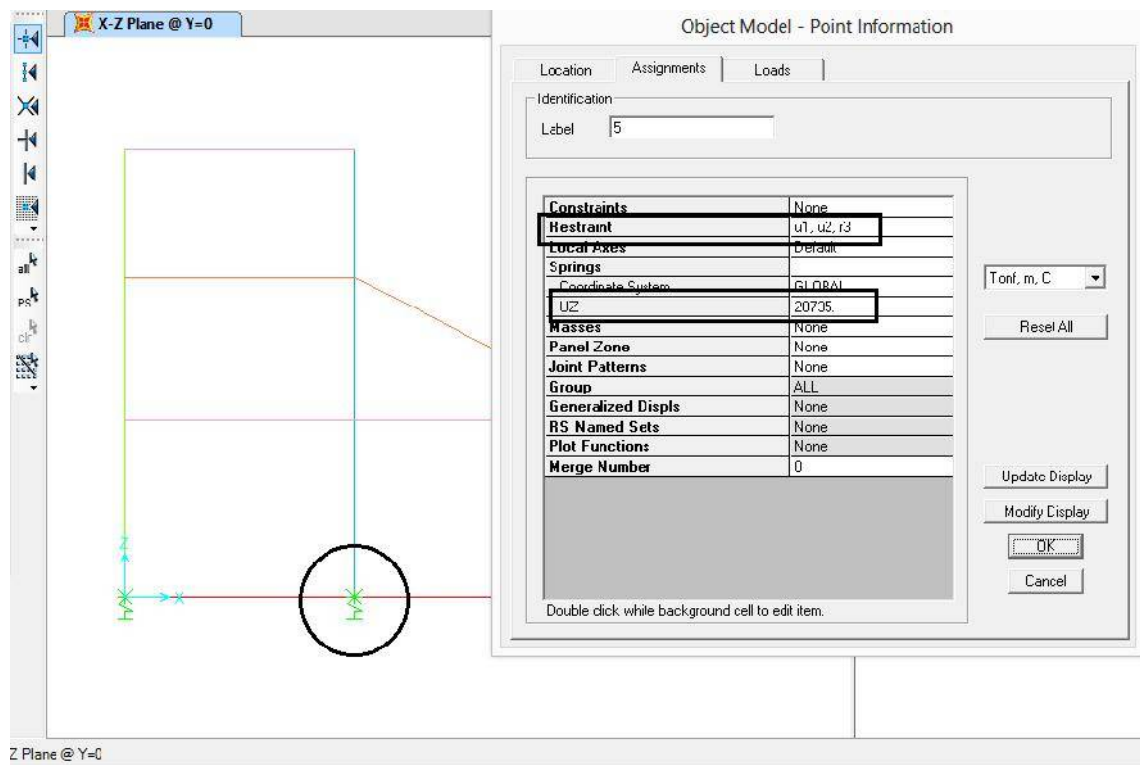 X-Z Plane @ Y=0
Object Model - Point Information
Location Assignments Loads
Identification
Label 5
Constraints None
Restraint u1, u2, r3
Local Axes Default
Springs
Coordinate System GLOBAL
UZ 20735.
Masses None
Panel Zone None
Joint Patterns None
Group ALL
Generalized Displs None
RS Named Sets None
Plot Functions None
Merge Number 0
Double click white background cell to edit item.
Tonf, m, C
Reset All
Update Display
Modify Display
OK
Cancel
all
PS
clr
Z
X
Z Plane @ Y=0